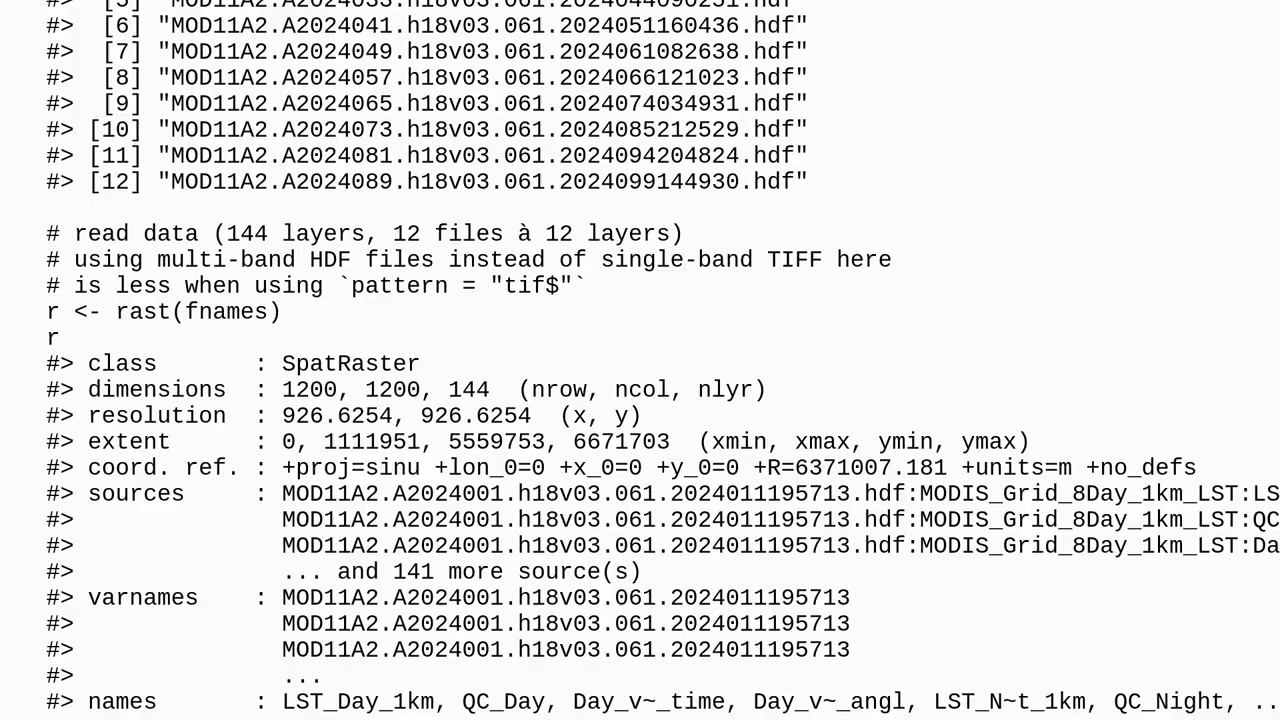 #>  [5] "MOD11A2.A2024033.h18v03.061.2024044090251.hdf"
#>  [6] "MOD11A2.A2024041.h18v03.061.2024051160436.hdf"
#>  [7] "MOD11A2.A2024049.h18v03.061.2024061082638.hdf"
#>  [8] "MOD11A2.A2024057.h18v03.061.2024066121023.hdf"
#>  [9] "MOD11A2.A2024065.h18v03.061.2024074034931.hdf"
#> [10] "MOD11A2.A2024073.h18v03.061.2024085212529.hdf"
#> [11] "MOD11A2.A2024081.h18v03.061.2024094204824.hdf"
#> [12] "MOD11A2.A2024089.h18v03.061.2024099144930.hdf"
# read data (144 layers, 12 files à 12 layers)
# using multi-band HDF files instead of single-band TIFF here
# is less when using `pattern = "tif$"`
r <- rast(fnames)
r
#> class       : SpatRaster
#> dimensions  : 1200, 1200, 144  (nrow, ncol, nlyr)
#> resolution  : 926.6254, 926.6254  (x, y)
#> extent      : 0, 1111951, 5559753, 6671703  (xmin, xmax, ymin, ymax)
#> coord. ref. : +proj=sinu +lon_0=0 +x_0=0 +y_0=0 +R=6371007.181 +units=m +no_defs
#> sources     : MOD11A2.A2024001.h18v03.061.2024011195713.hdf:MODIS_Grid_8Day_1km_LST:LS
#>               MOD11A2.A2024001.h18v03.061.2024011195713.hdf:MODIS_Grid_8Day_1km_LST:QC
#>               MOD11A2.A2024001.h18v03.061.2024011195713.hdf:MODIS_Grid_8Day_1km_LST:Da
#>               ... and 141 more source(s)
#> varnames    : MOD11A2.A2024001.h18v03.061.2024011195713
#>               MOD11A2.A2024001.h18v03.061.2024011195713
#>               MOD11A2.A2024001.h18v03.061.2024011195713
#>               ...
#> names       : LST_Day_1km, QC_Day, Day_v~_time, Day_v~_angl, LST_N~t_1km, QC_Night, ..